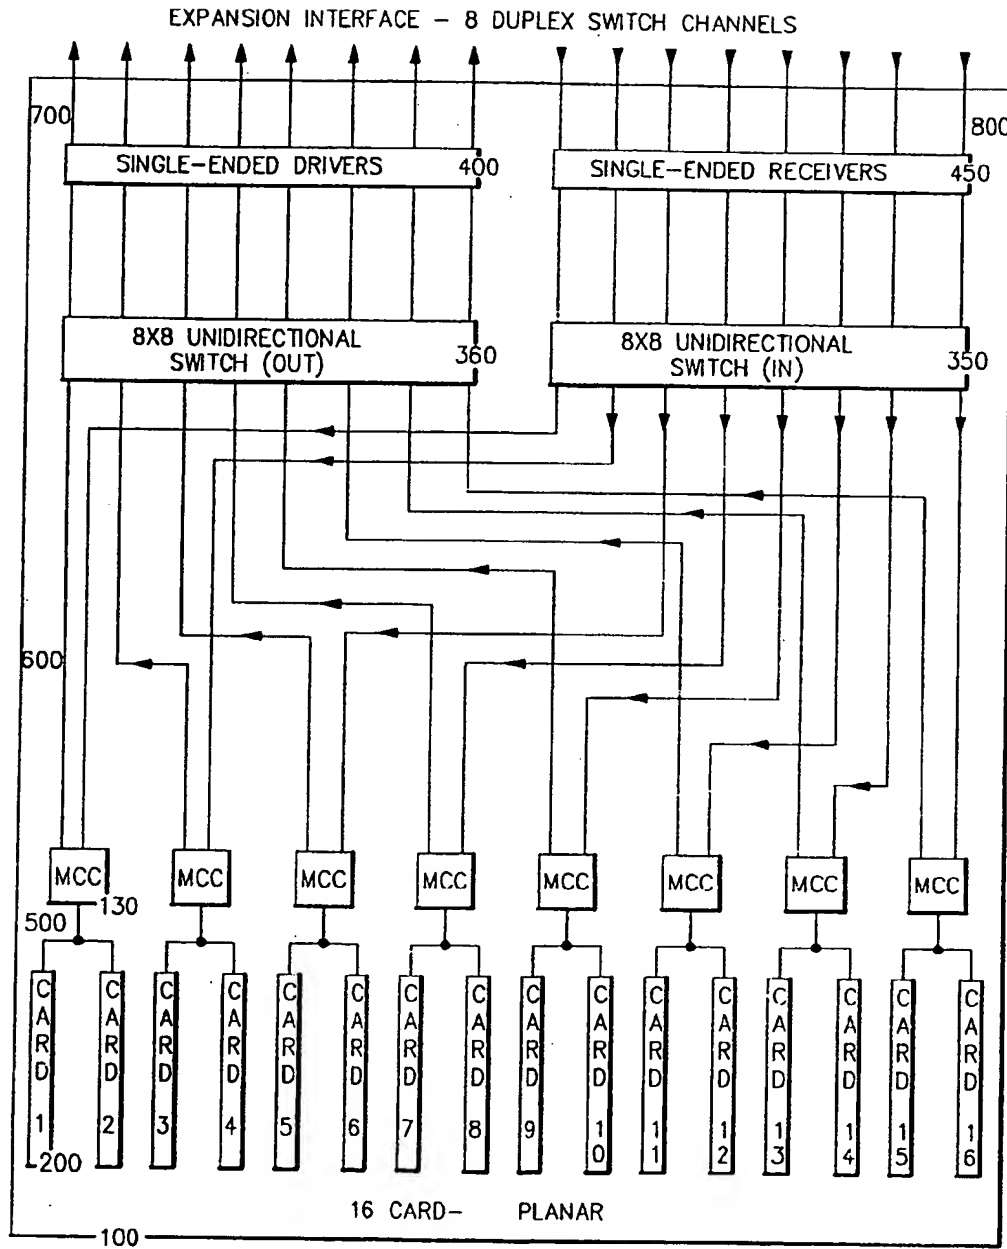 EXPANSION INTERFACE - 8 DUPLEX SWITCH CHANNELS
700
800
SINGLE-ENDED DRIVERS 400
SINGLE-ENDED RECEIVERS 450
8X8 UNIDIRECTIONAL
SWITCH (OUT)
360
8X8 UNIDIRECTIONAL
SWITCH (IN)
350
600
MCC
MCC
MCC
MCC
MCC
MCC
MCC
MCC
130
500
CARD 1
CARD 2
CARD 3
CARD 4
CARD 5
CARD 6
CARD 7
CARD 8
CARD 9
CARD 10
CARD 11
CARD 12
CARD 13
CARD 14
CARD 15
CARD 16
200
16 CARD- PLANAR
100